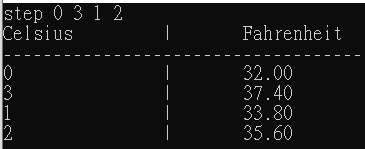 step 0 3 1 2
Celsius | Fahrenheit
------------------------------------
0 | 32.00
3 | 37.40
1 | 33.80
2 | 35.60